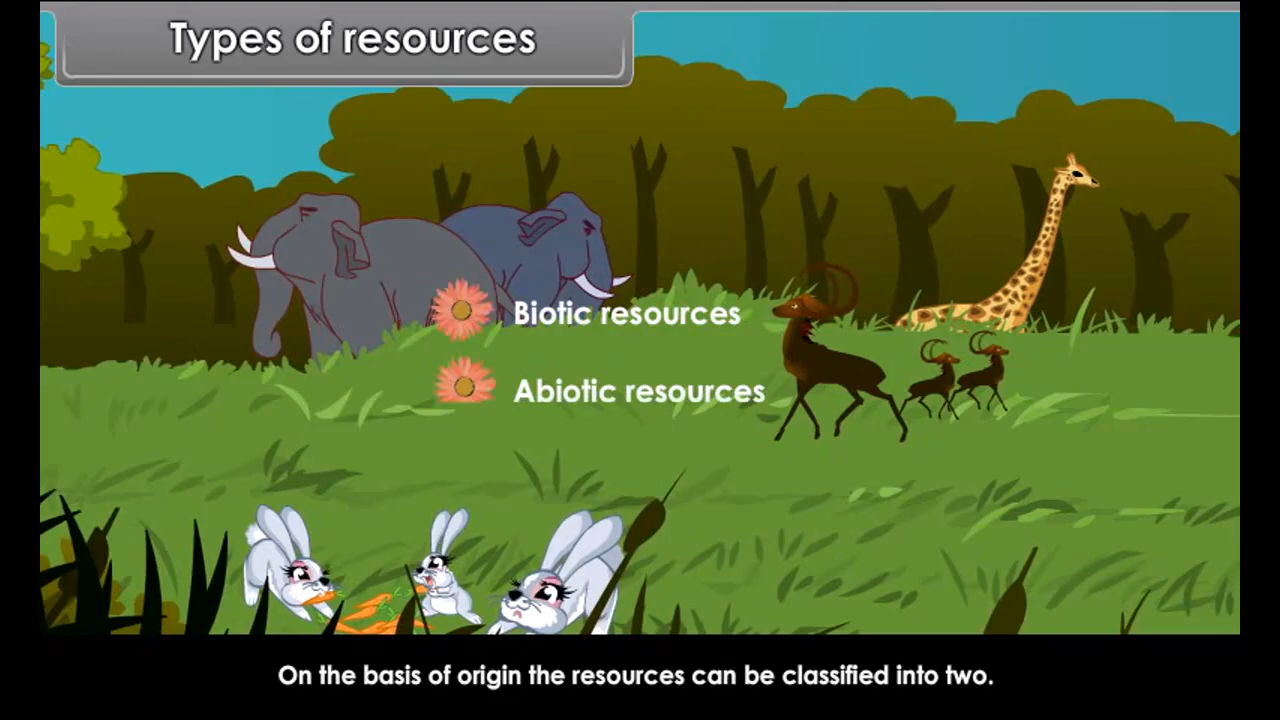 Types of resources
Biotic resources
Abiotic resources
On the basis of origin the resources can be classified into two.